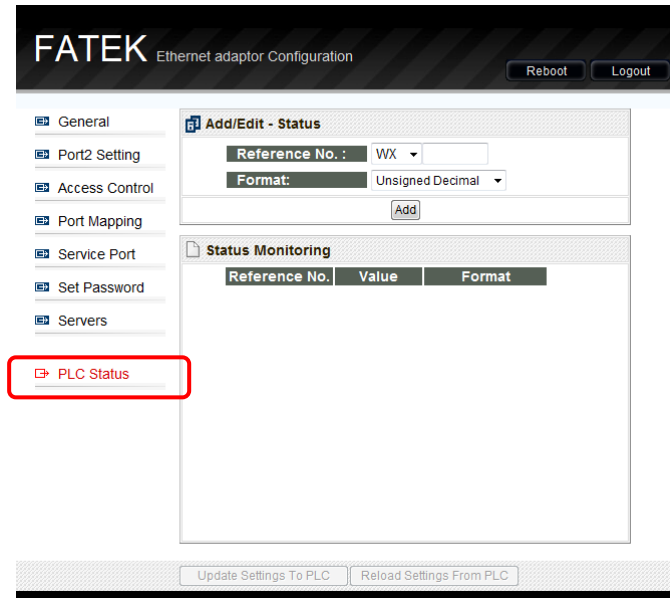 FATEK Ethernet adaptor Configuration
Reboot Logout
General
Port2 Setting
Access Control
Port Mapping
Service Port
Set Password
Servers
PLC Status
Add/Edit - Status
Reference No. : WX
Format: Unsigned Decimal
Add
Status Monitoring
Reference No. Value Format
Update Settings To PLC Reload Settings From PLC